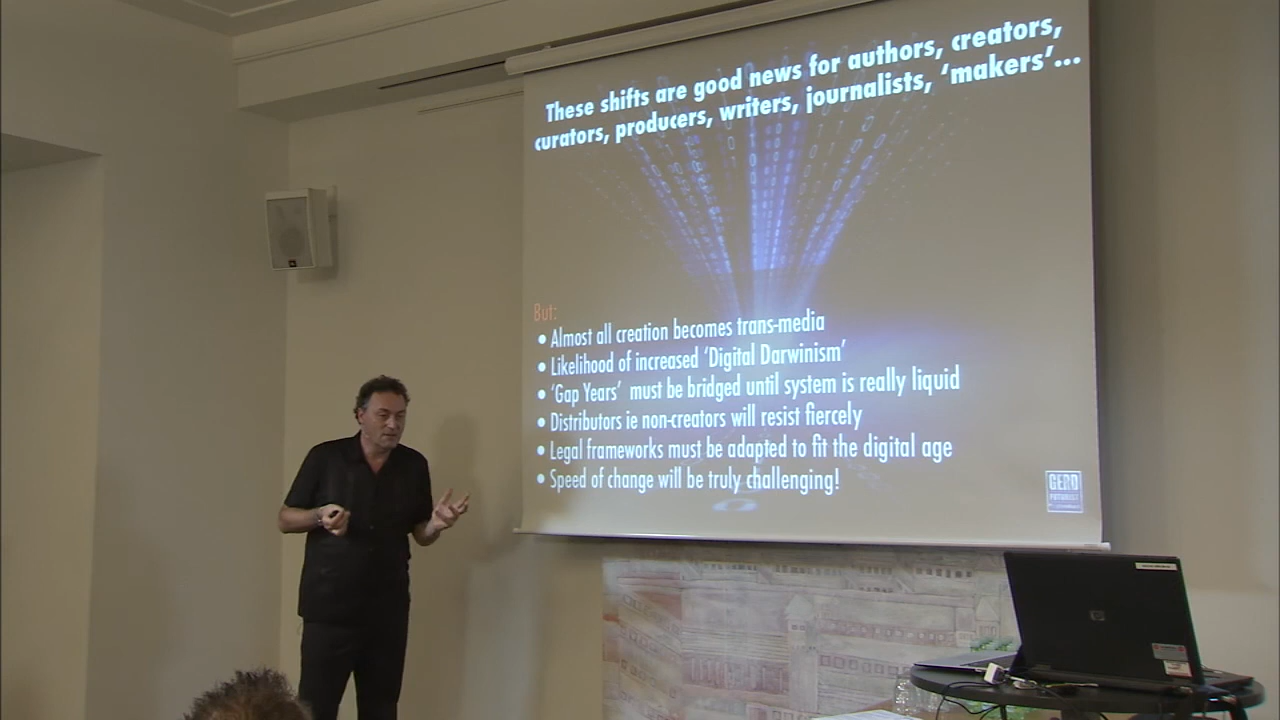 These shifts are good news for authors, creators,
curators, producers, writers, journalists, ‘makers’...
But:
• Almost all creation becomes trans-media
• Likelihood of increased ‘Digital Darwinism’
• ‘Gap Years’ must be bridged until system is really liquid
• Distributors ie non-creators will resist fiercely
• Legal frameworks must be adapted to fit the digital age
• Speed of change will be truly challenging!
GERD
FUTURIST
hp